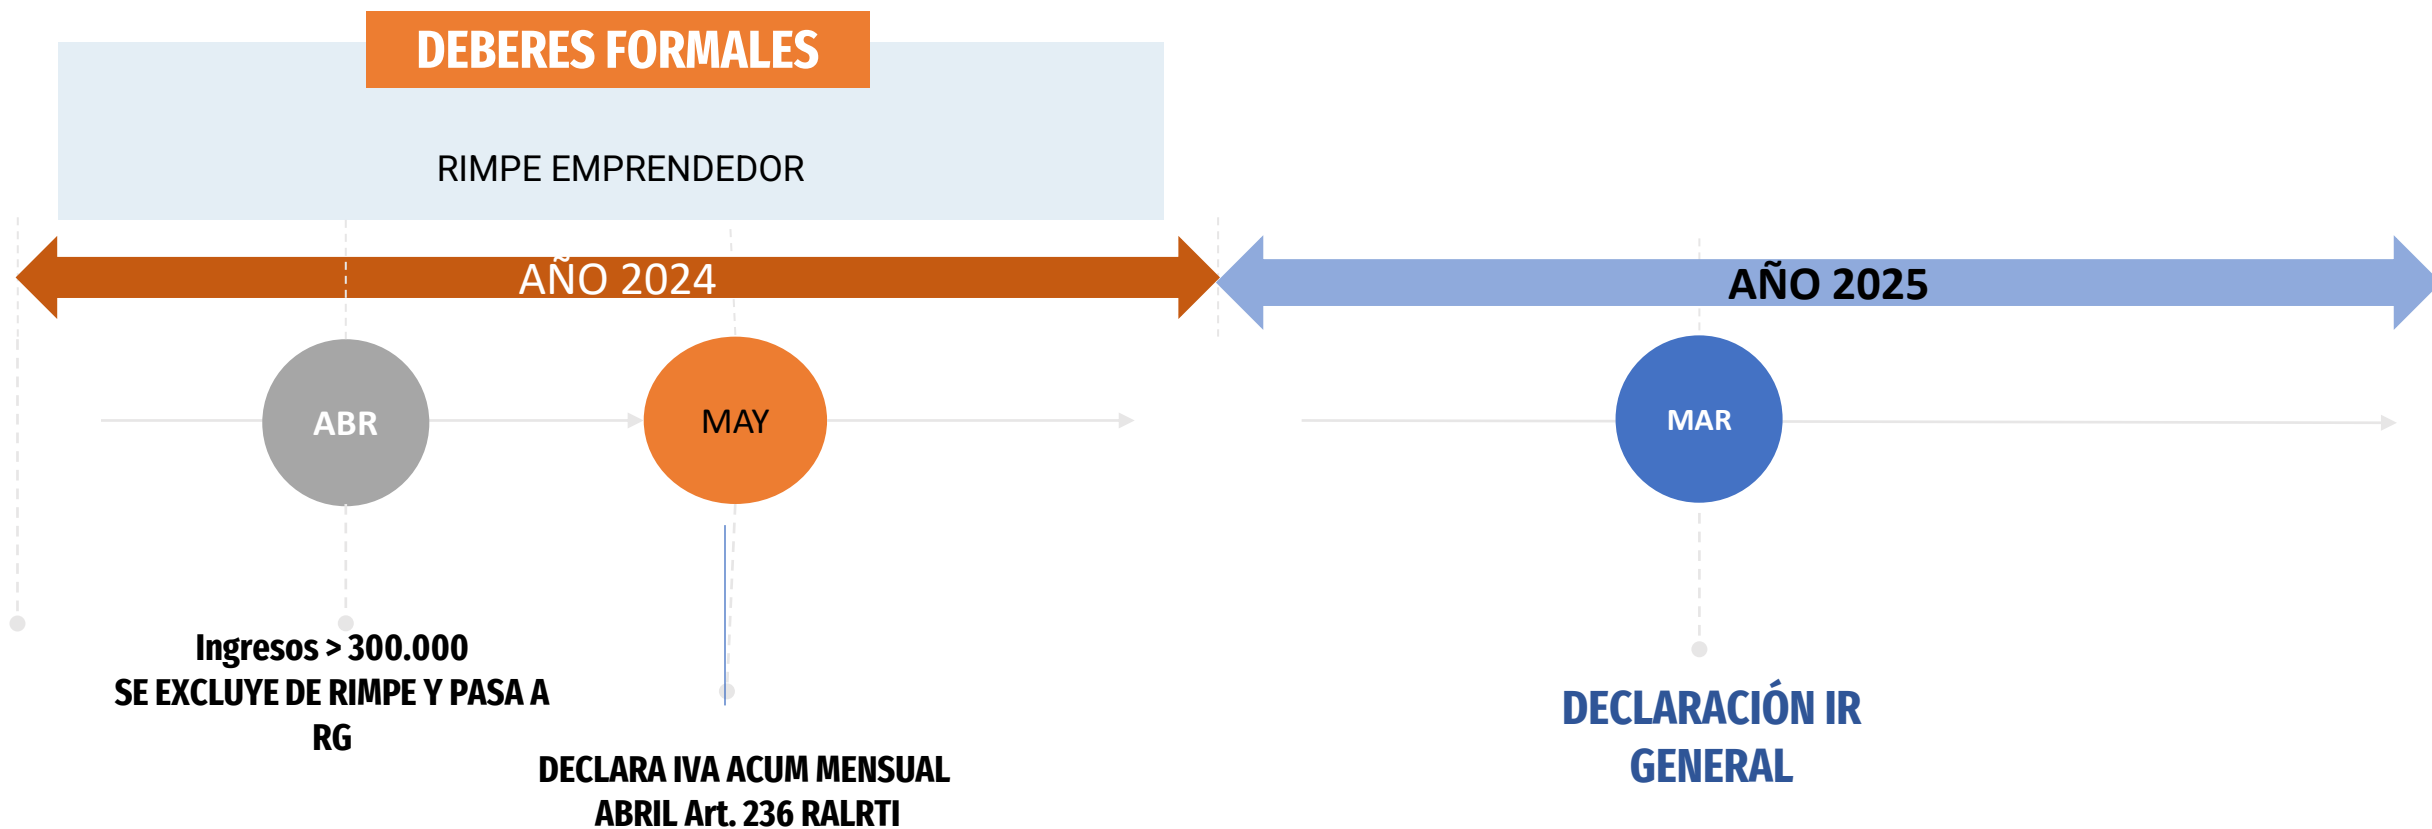 DEBERES FORMALES
RIMPE EMPRENDEDOR
AÑO 2024
AÑO 2025
ABR
MAY
MAR
Ingresos > 300.000
SE EXCLUYE DE RIMPE Y PASA A
RG
DECLARA IVA ACUM MENSUAL
ABRIL Art. 236 RALRTI
DECLARACIÓN IR
GENERAL